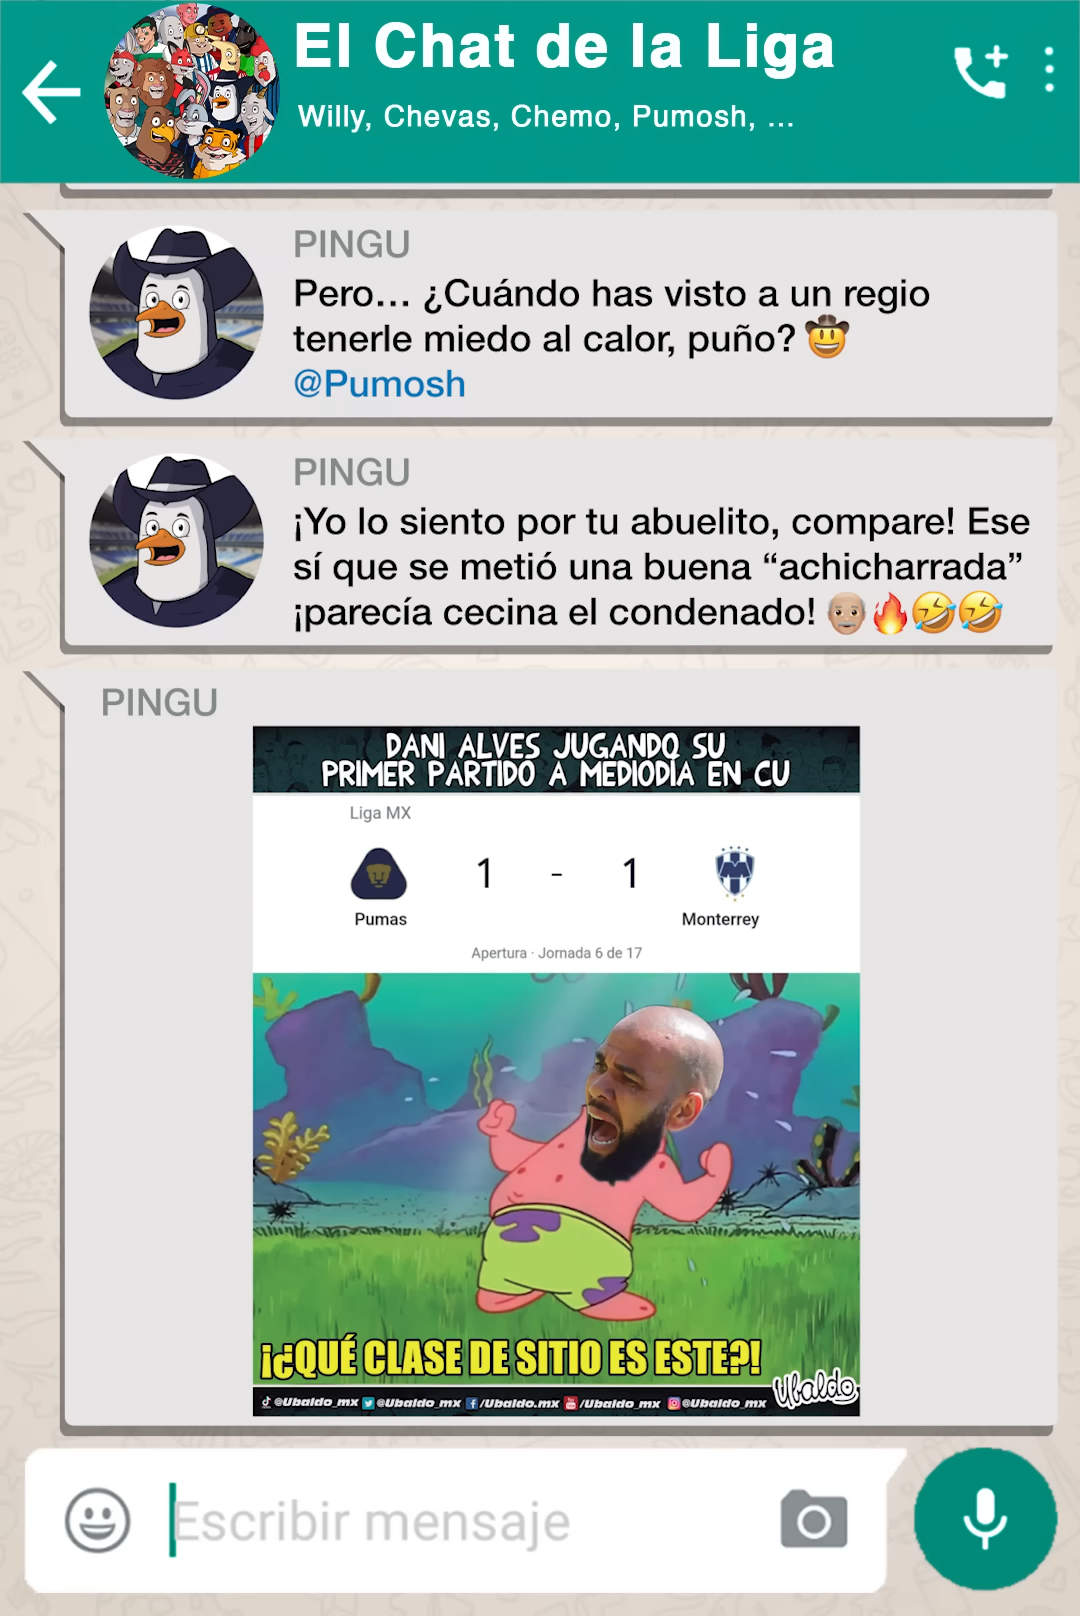 El Chat de la Liga
Willy, Chevas, Chemo, Pumosh, ...
PINGU
Pero... ¿Cuándo has visto a un regio
tenerle miedo al calor, puño? 🤠
@Pumosh
PINGU
¡Yo lo siento por tu abuelito, compare! Ese
sí que se metió una buena “achicharrada”
¡parecía cecina el condenado! 👴🏽🔥🤣🤣
PINGU
DANI ALVES JUGANDO SU
PRIMER PARTIDO A MEDIODÍA EN CU
Liga MX
1 - 1
Pumas Monterrey
Apertura · Jornada 6 de 17
¡¿QUÉ CLASE DE SITIO ES ESTE?!
Ubaldo
@Ubaldo_mx @Ubaldo_mx /Ubaldo.mx /Ubaldo_mx @Ubaldo_mx
Escribir mensaje